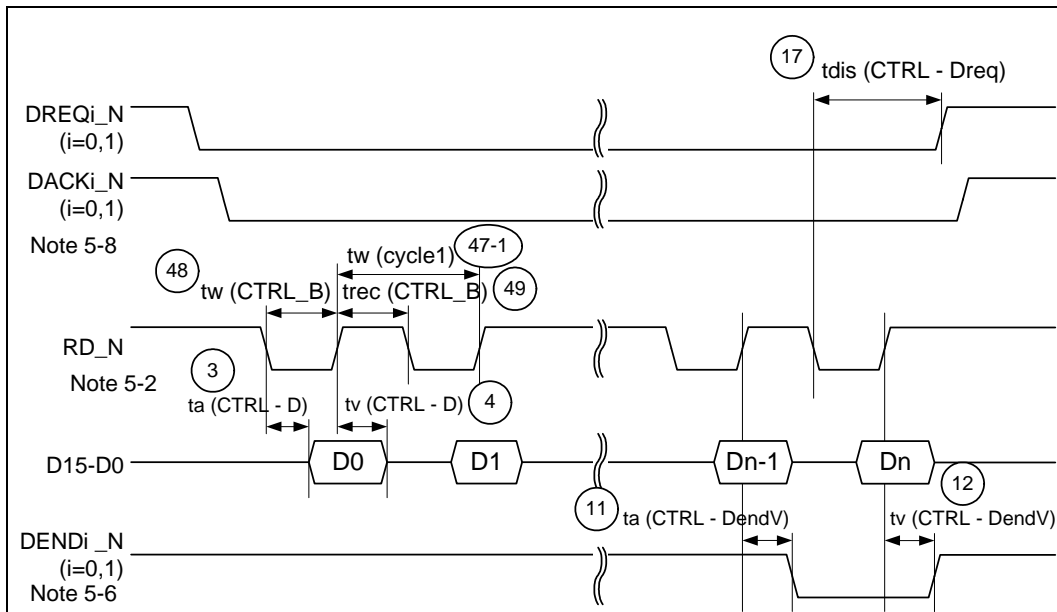 17
tdis (CTRL - Dreq)
DREQi_N
(i=0,1)
DACKi_N
(i=0,1)
Note 5-8
tw (cycle1)
47-1
48
tw (CTRL_B)
trec (CTRL_B)
49
RD_N
Note 5-2
3
ta (CTRL - D)
tv (CTRL - D)
4
D15-D0
D0
D1
Dn-1
Dn
11
ta (CTRL - DendV)
12
tv (CTRL - DendV)
DENDi _N
(i=0,1)
Note 5-6